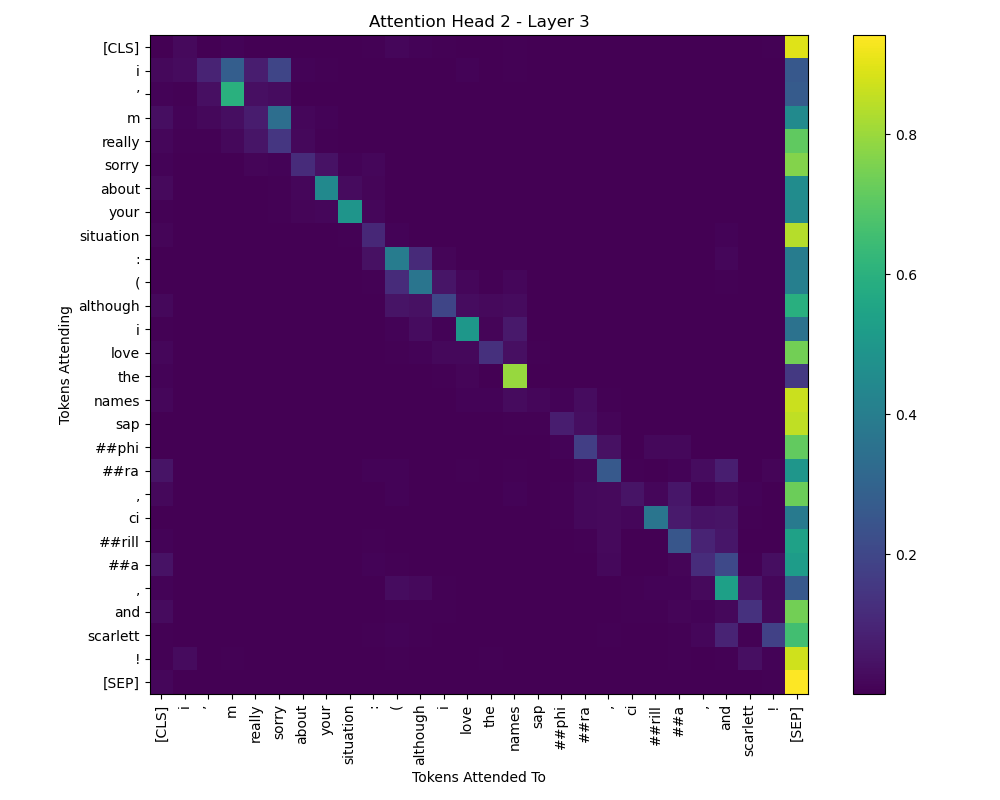 Attention Head 2 - Layer 3
Tokens Attending
[CLS]
i
’
m
really
sorry
about
your
situation
:
(
although
i
love
the
names
sap
##phi
##ra
,
ci
##rill
##a
,
and
scarlett
!
[SEP]
[CLS]
i
’
m
really
sorry
about
your
situation
:
(
although
i
love
the
names
sap
##phi
##ra
,
ci
##rill
##a
,
and
scarlett
!
[SEP]
Tokens Attended To
0.8
0.6
0.4
0.2